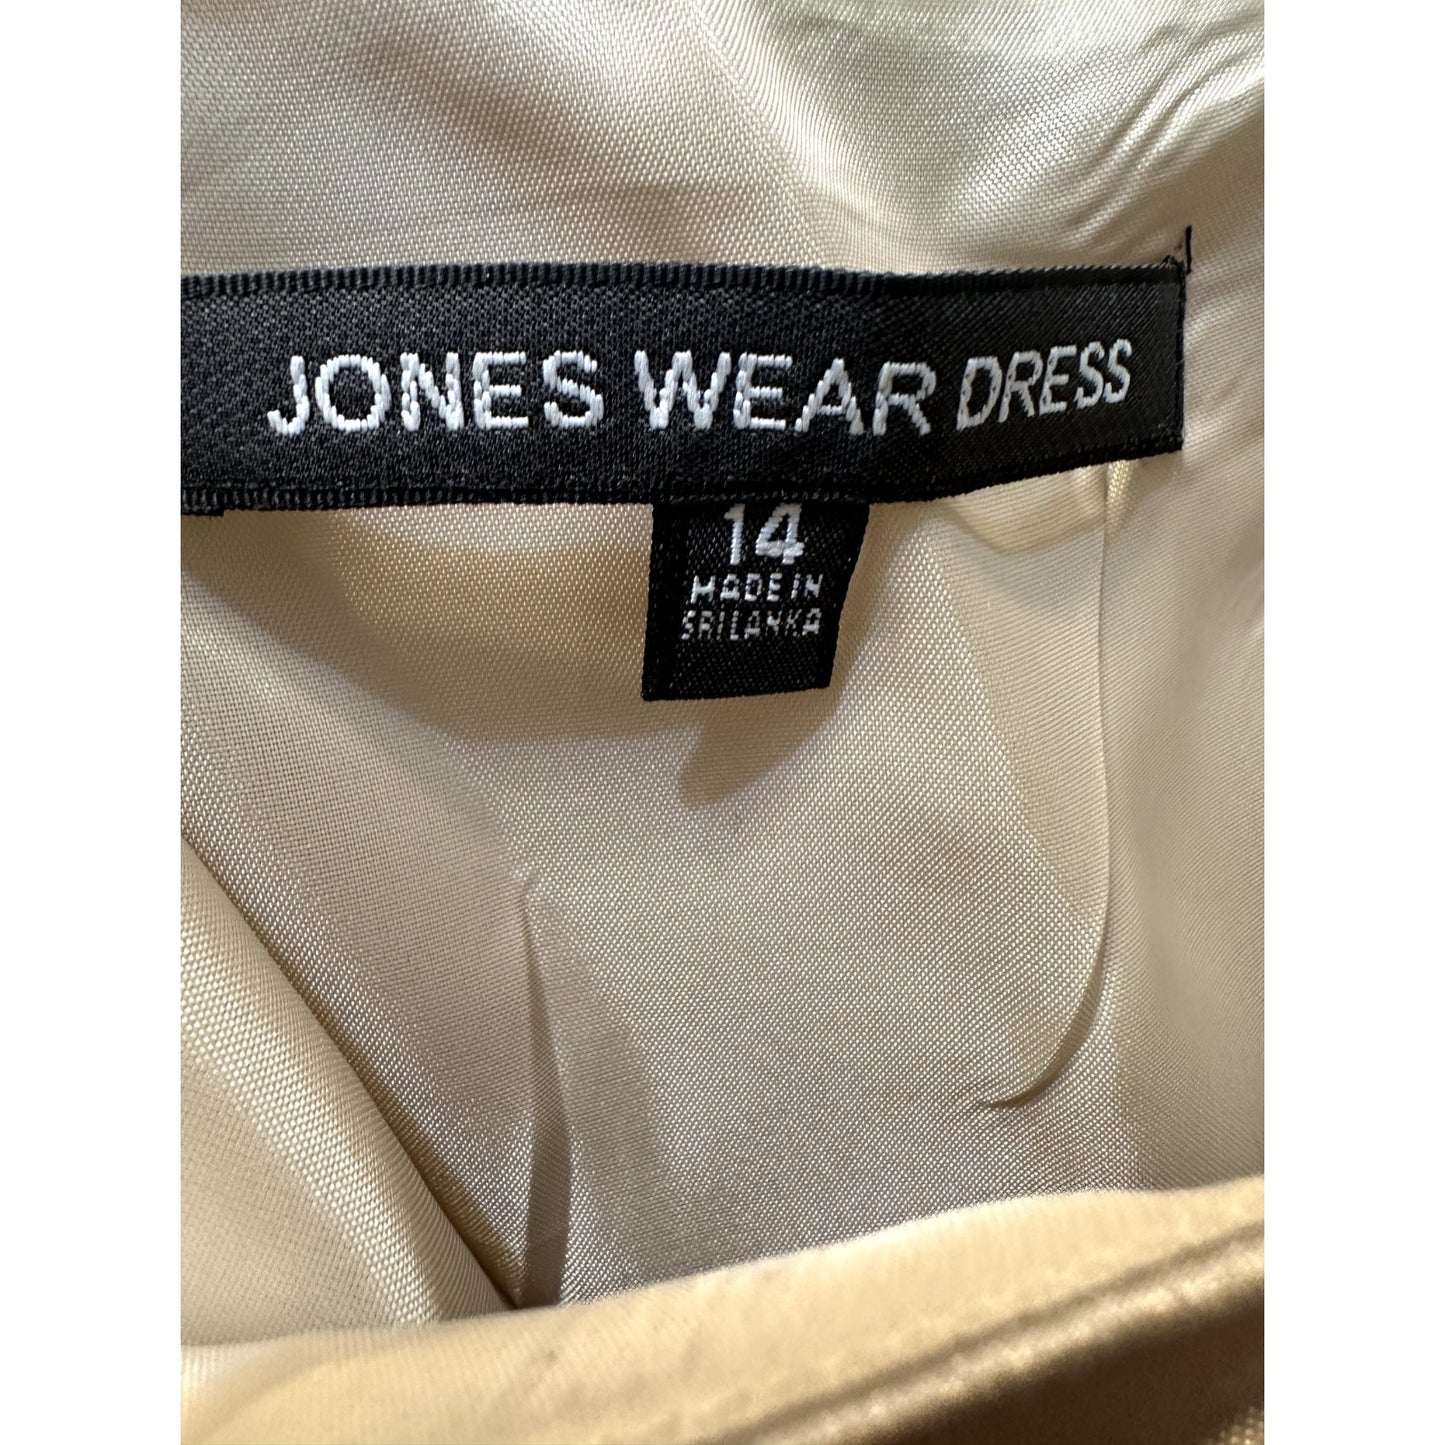 JONES WEAR DRESS
14
MADE IN
SRI LANKA